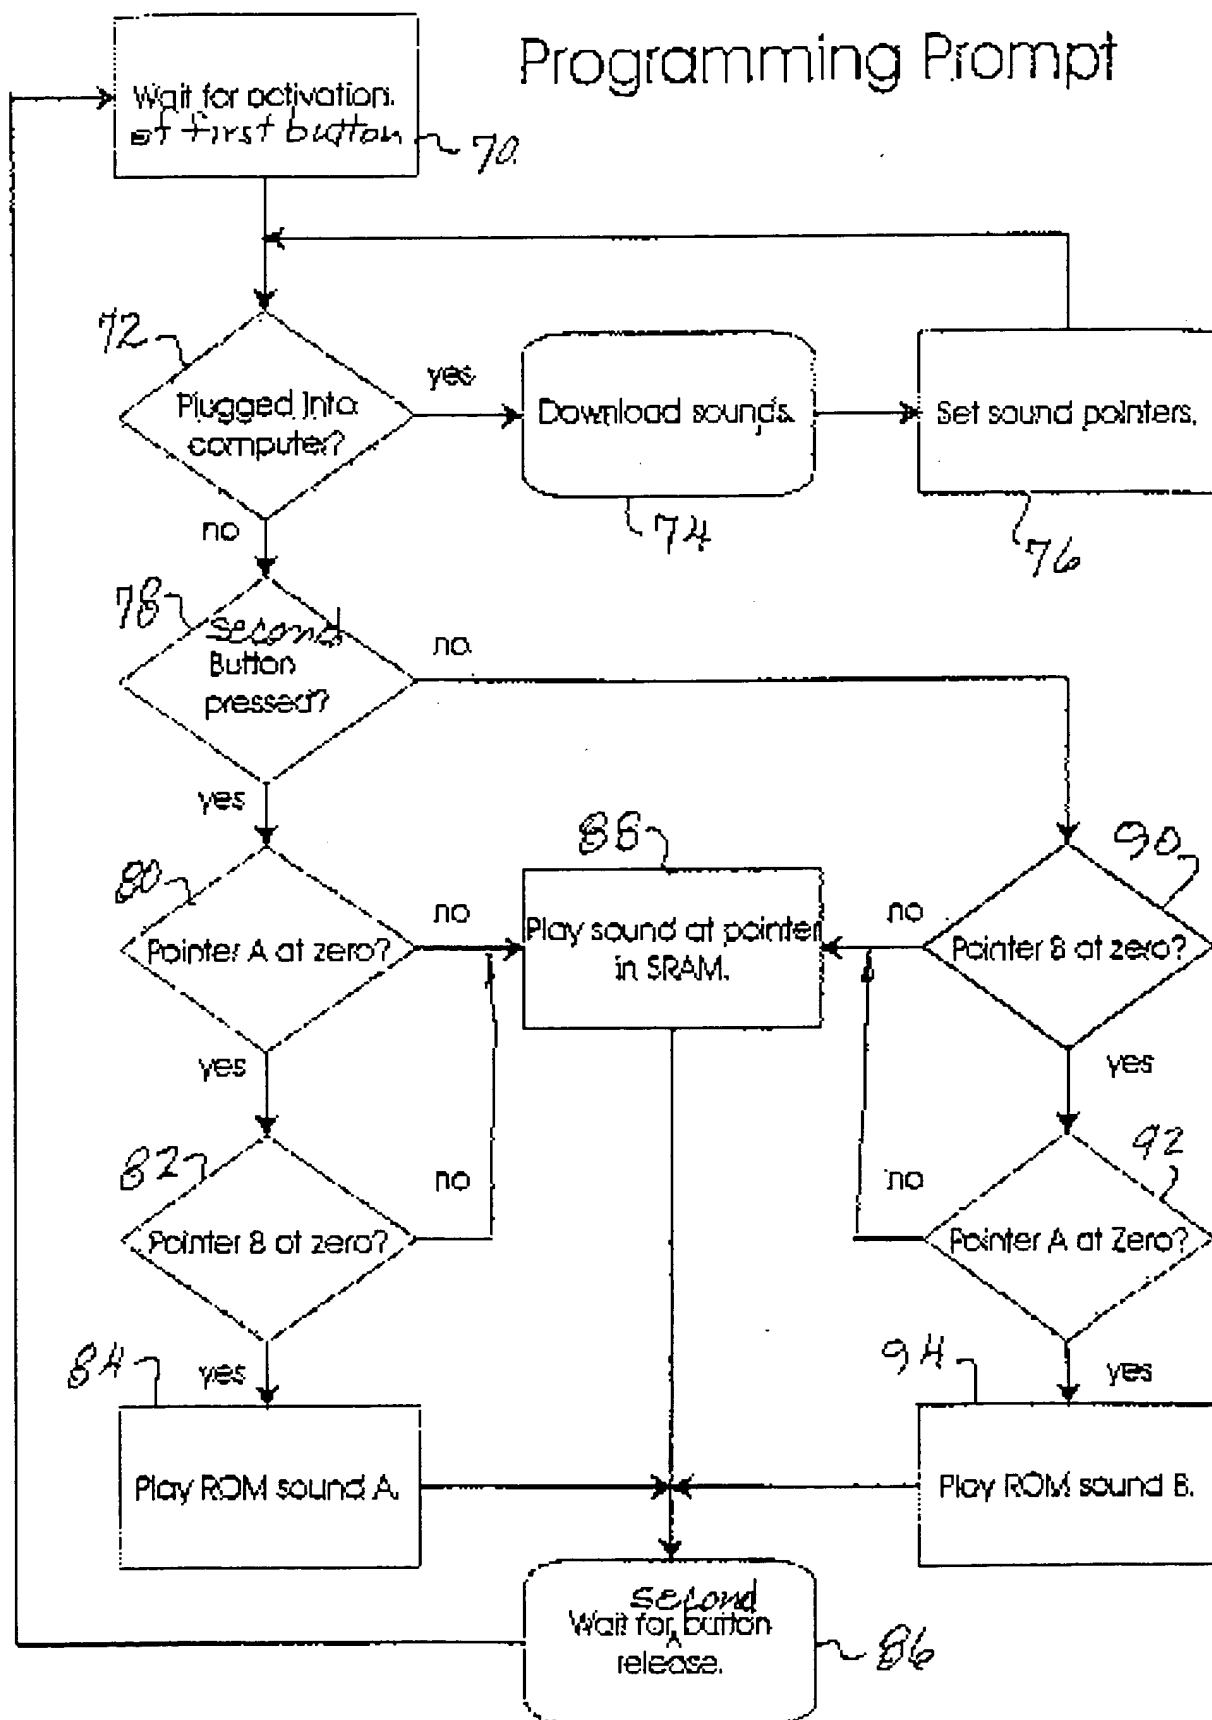 Programming Prompt
Wait for activation.
of first button
70
72
Plugged into
computer?
yes
Download sounds.
74
Set sound pointers.
76
no
78
second
Button
pressed?
no
yes
80
Pointer A at zero?
no
88
Play sound at pointer
in SRAM.
no
90
Pointer B at zero?
yes
yes
82
Pointer B at zero?
no
no
92
Pointer A at Zero?
84
yes
94
yes
Play ROM sound A.
Play ROM sound B.
second
Wait for button
release.
86